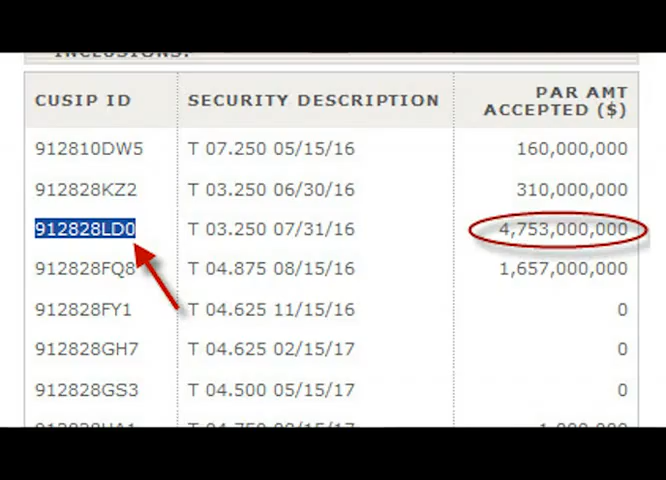 INCLUSIONS.
CUSIP ID SECURITY DESCRIPTION PAR AMT ACCEPTED ($)
912810DW5 T 07.250 05/15/16 160,000,000
912828KZ2 T 03.250 06/30/16 310,000,000
912828LD0 T 03.250 07/31/16 4,753,000,000
912828FQ8 T 04.875 08/15/16 1,657,000,000
912828FY1 T 04.625 11/15/16 0
912828GH7 T 04.625 02/15/17 0
912828GS3 T 04.500 05/15/17 0